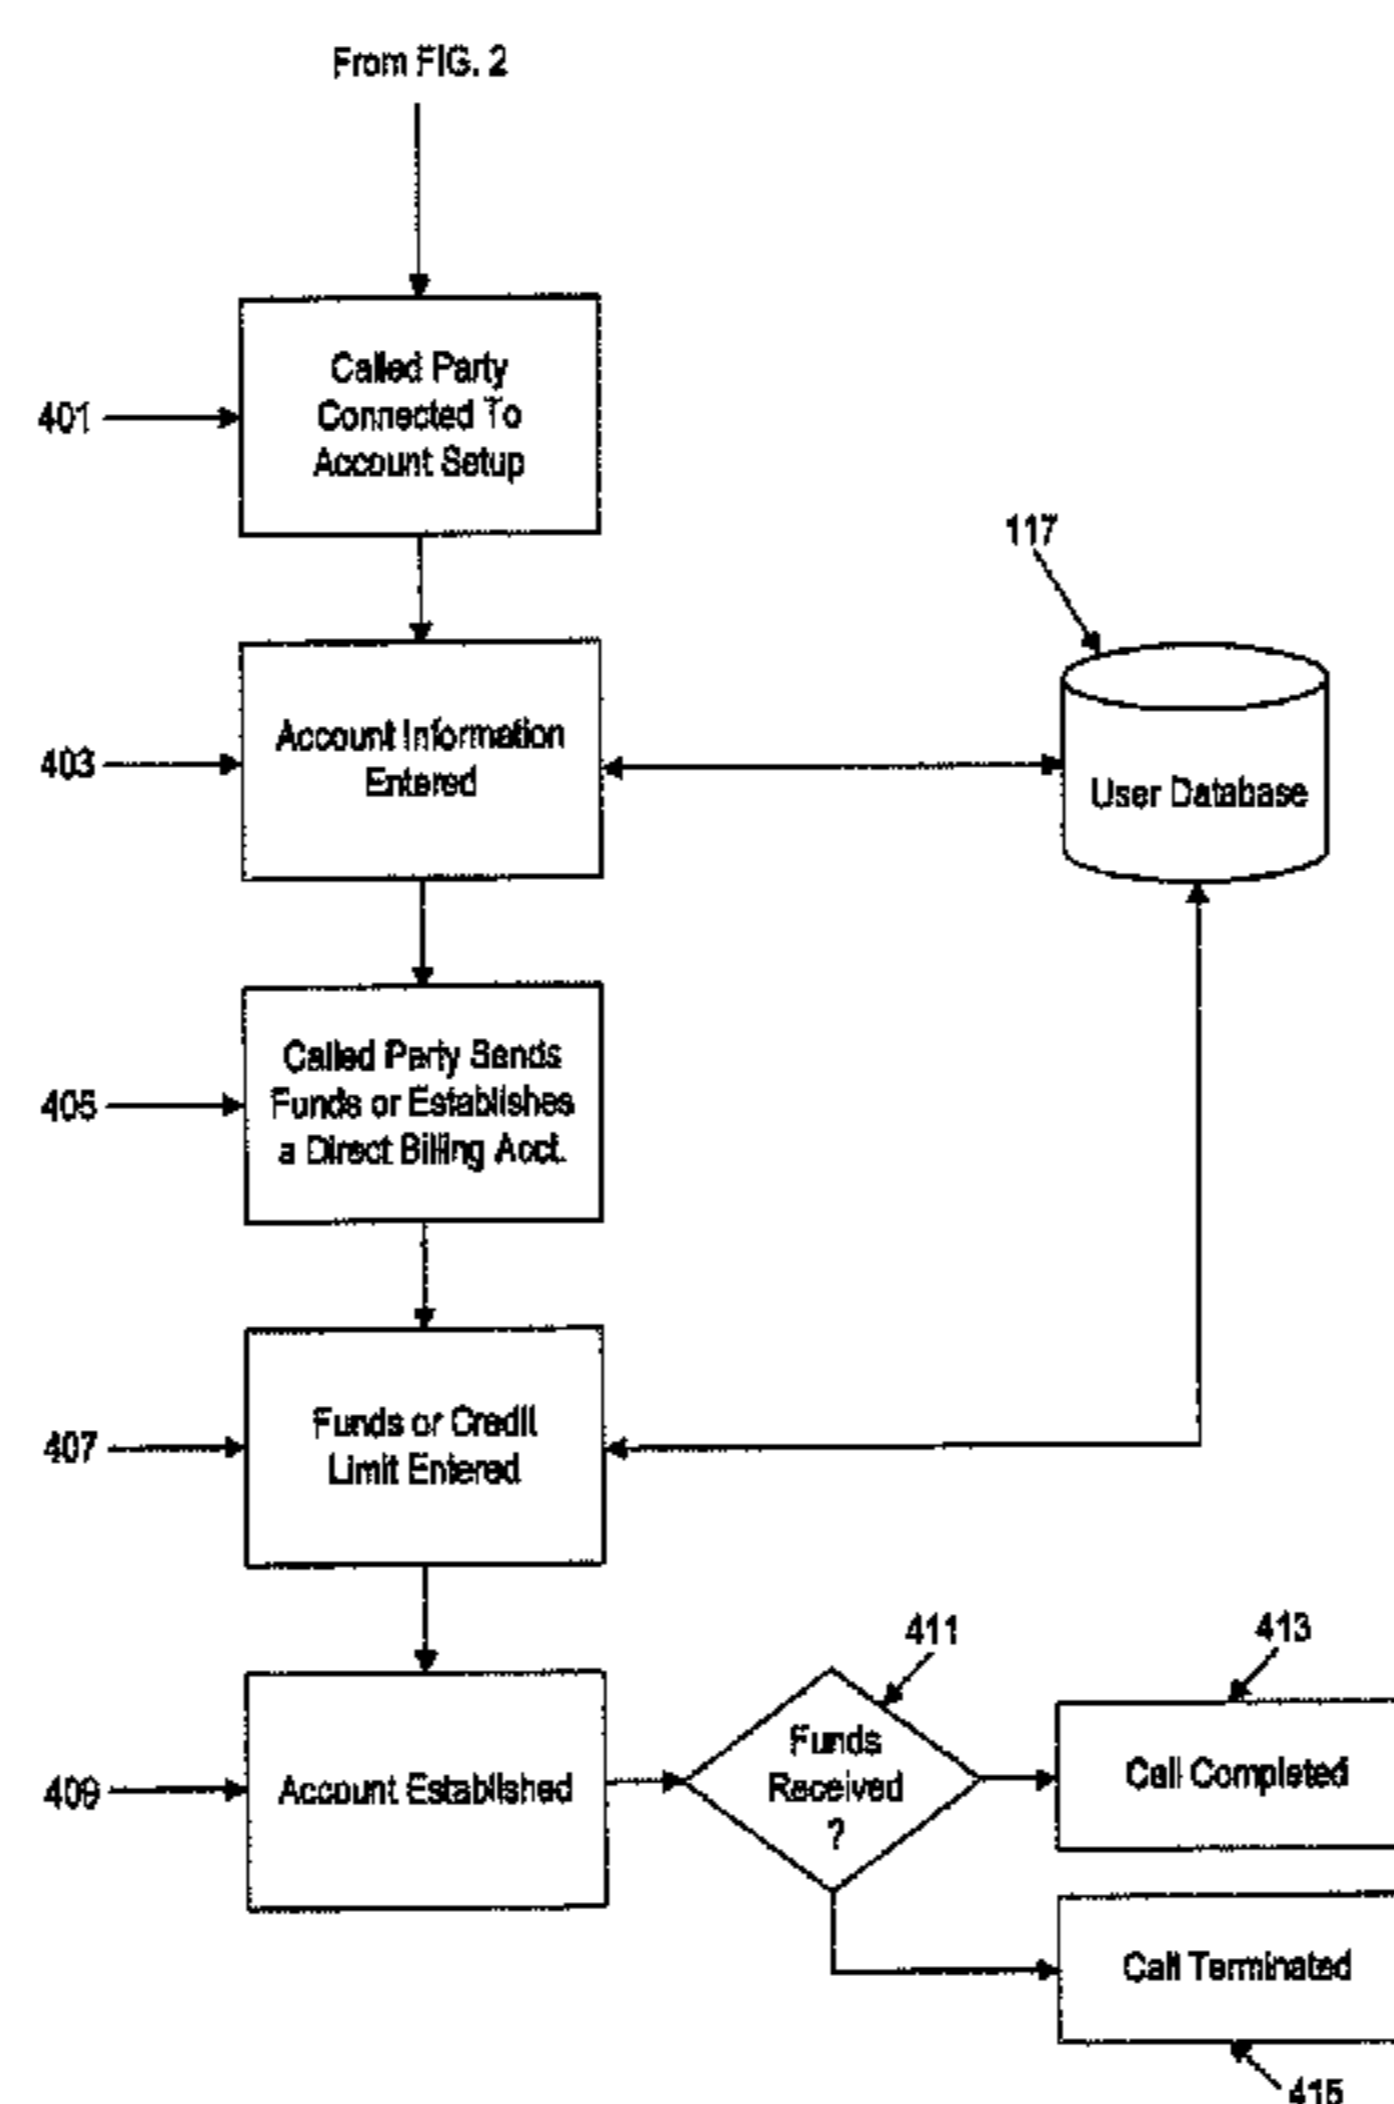 From FIG. 2
Called Party
Connected To
Account Setup
401
117
Account Information
Entered
403
User Database
Called Party Sends
Funds or Establishes
a Direct Billing Acct.
405
Funds or Credit
Limit Entered
407
411
413
Funds
Received
?
Call Completed
Account Established
409
Call Terminated
415